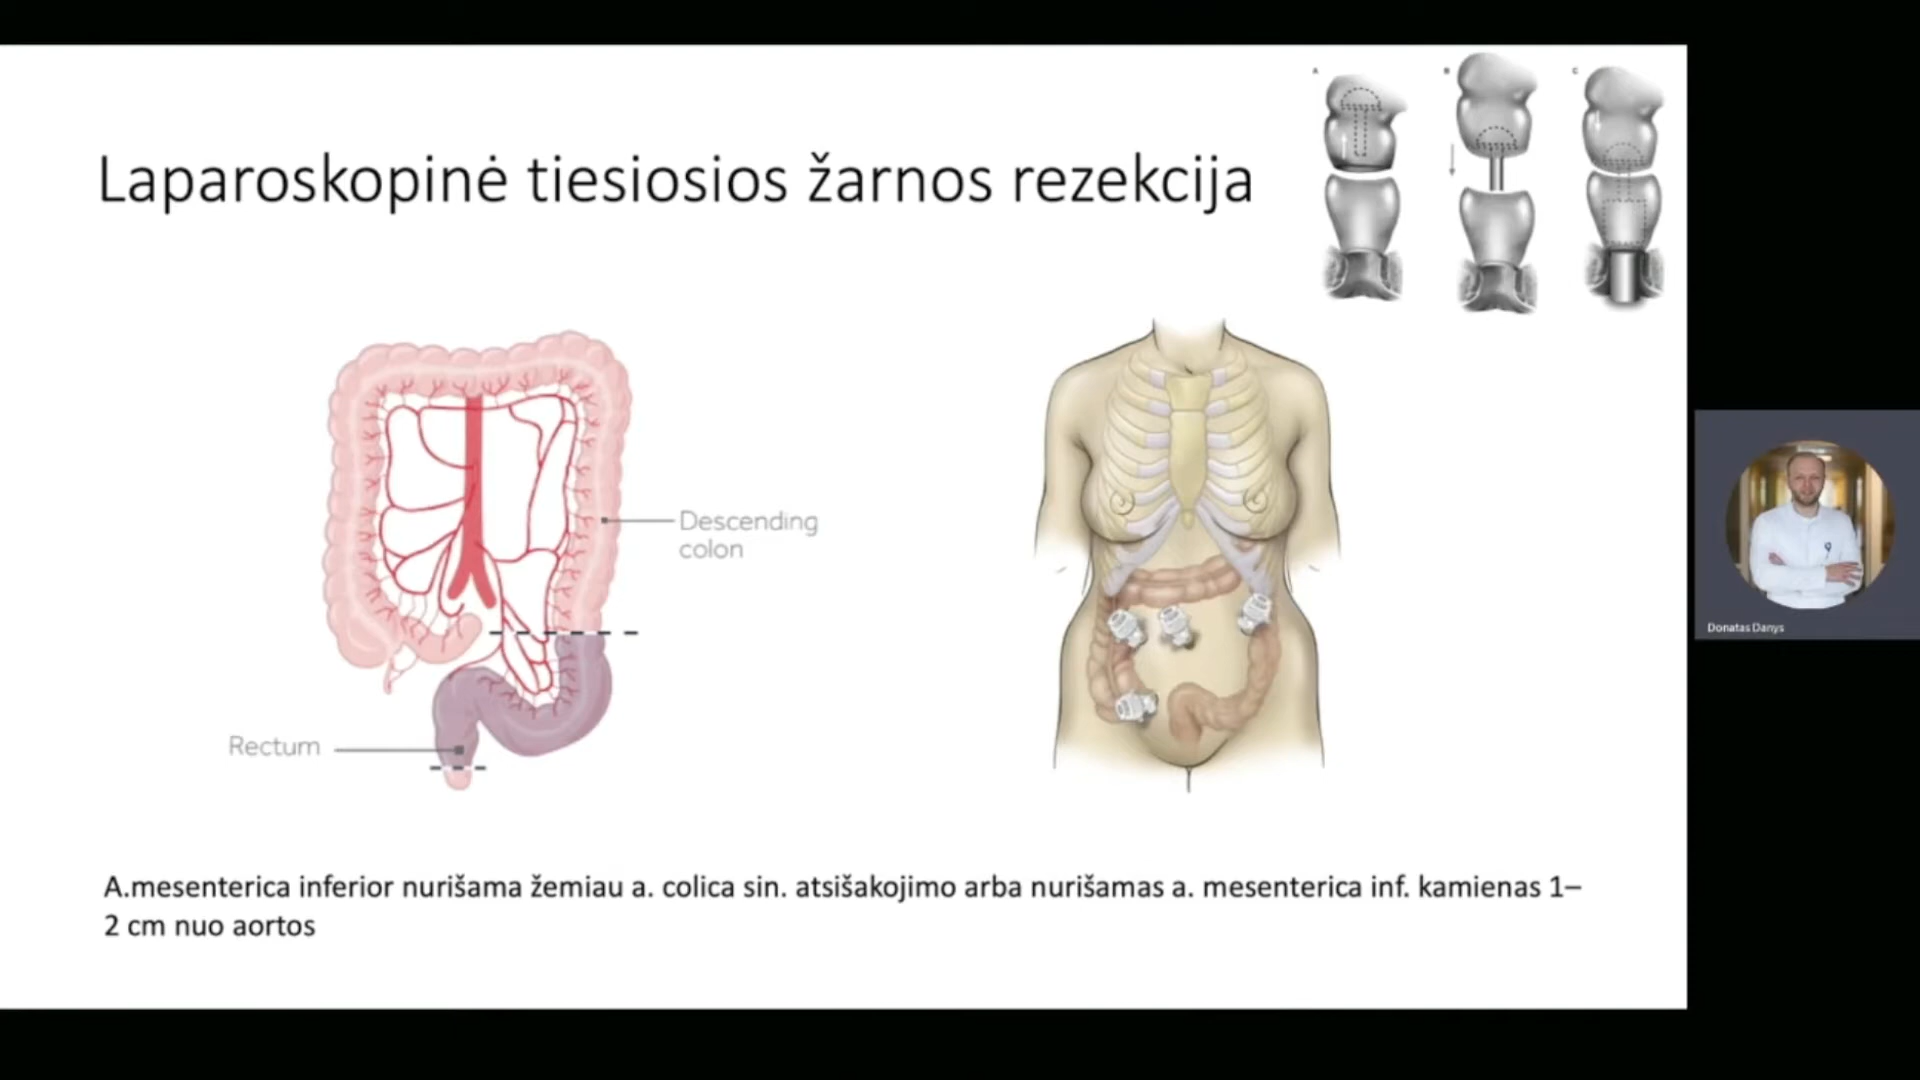 A B C
Laparoskopinė tiesiosios žarnos rezekcija
Descending
colon
Rectum
Donatas Danys
A.mesenterica inferior nurišama žemiau a. colica sin. atsišakojimo arba nurišamas a. mesenterica inf. kamienas 1–
2 cm nuo aortos